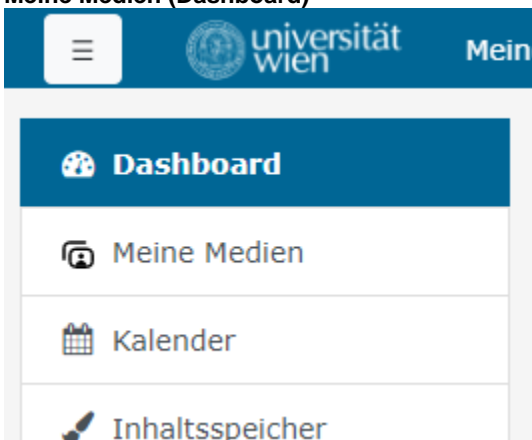 Meine Medien (Dashboard)
universität
wien
Mein
Dashboard
Meine Medien
Kalender
Inhaltsspeicher